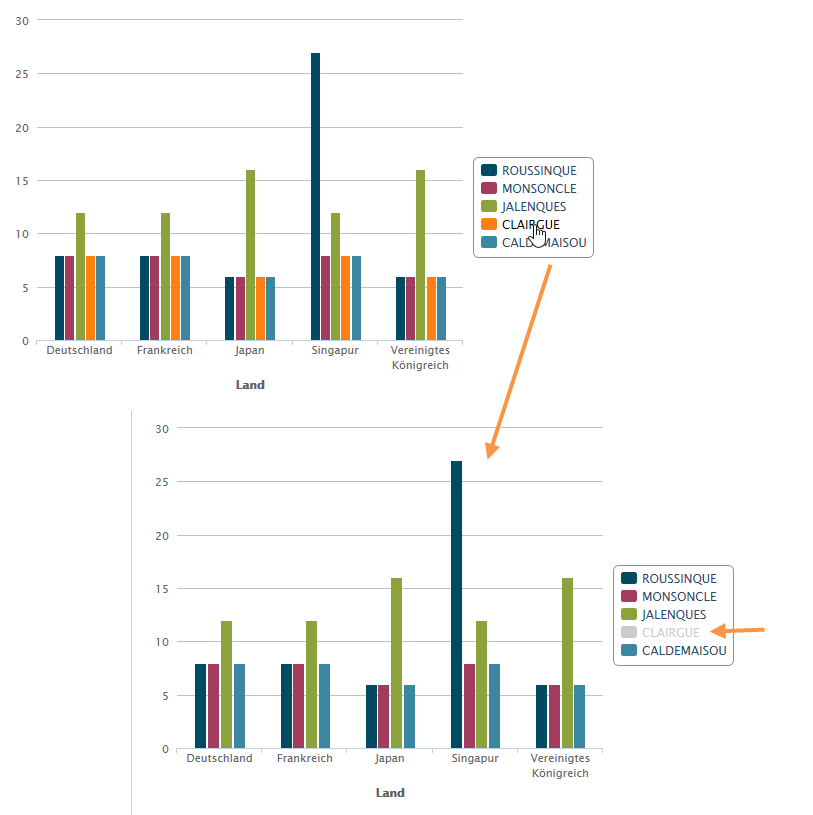 30
25
20
15
10
5
0
Deutschland Frankreich Japan Singapur Vereinigtes
Königreich
Land
ROUSSINQUE
MONSONCLE
JALENQUES
CLAIRGUE
CALDEMAISOU
30
25
20
15
10
5
0
Deutschland Frankreich Japan Singapur Vereinigtes
Königreich
Land
ROUSSINQUE
MONSONCLE
JALENQUES
CLAIRGUE
CALDEMAISOU